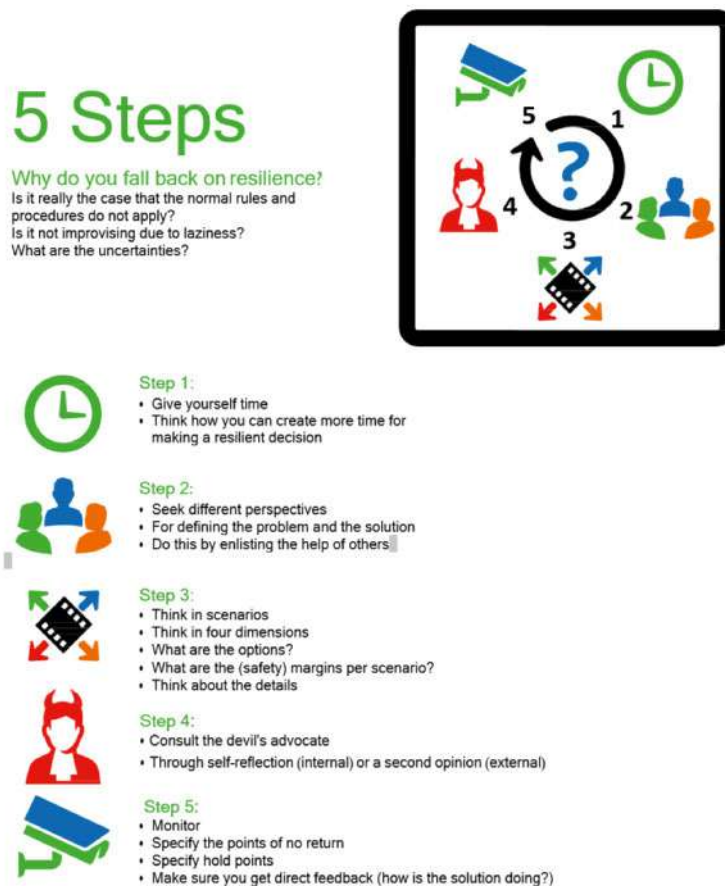 5 Steps
Why do you fall back on resilience?
Is it really the case that the normal rules and
procedures do not apply?
Is it not improvising due to laziness?
What are the uncertainties?
5
1
?
4
2
3
Step 1:
• Give yourself time
• Think how you can create more time for
making a resilient decision
Step 2:
• Seek different perspectives
• For defining the problem and the solution
• Do this by enlisting the help of others
Step 3:
• Think in scenarios
• Think in four dimensions
• What are the options?
• What are the (safety) margins per scenario?
• Think about the details
Step 4:
• Consult the devil's advocate
• Through self-reflection (internal) or a second opinion (external)
Step 5:
• Monitor
• Specify the points of no return
• Specify hold points
• Make sure you get direct feedback (how is the solution doing?)